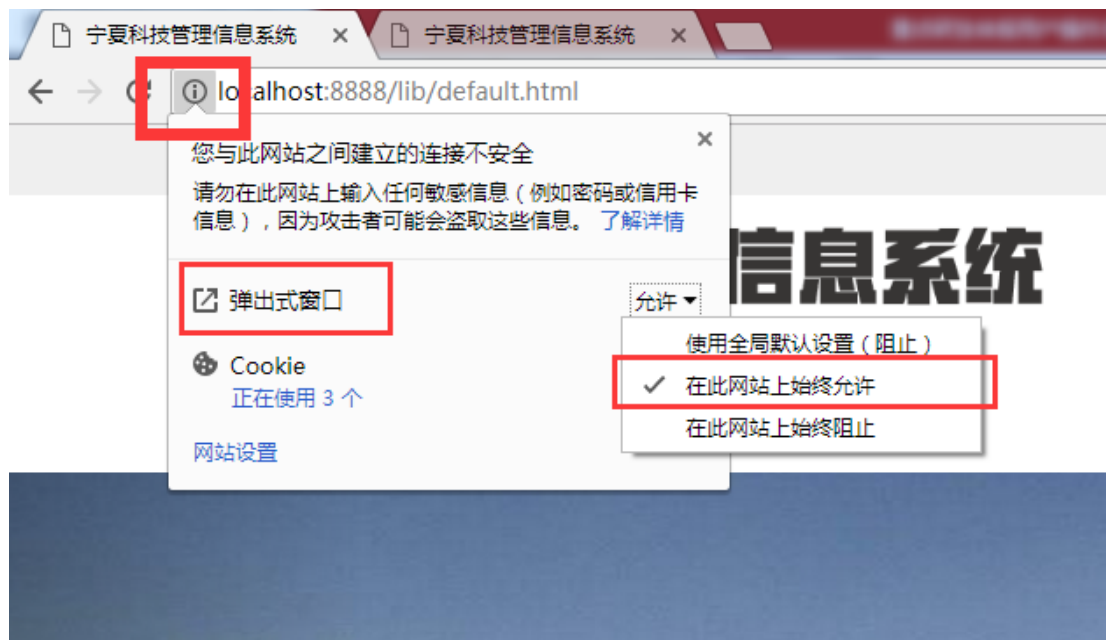 宁夏科技管理信息系统
宁夏科技管理信息系统
localhost:8888/lib/default.html
您与此网站之间建立的连接不安全
请勿在此网站上输入任何敏感信息（例如密码或信用卡
信息），因为攻击者可能会盗取这些信息。 了解详情
信息系统
弹出式窗口
允许
使用全局默认设置（阻止）
Cookie
在此网站上始终允许
正在使用 3 个
在此网站上始终阻止
网站设置